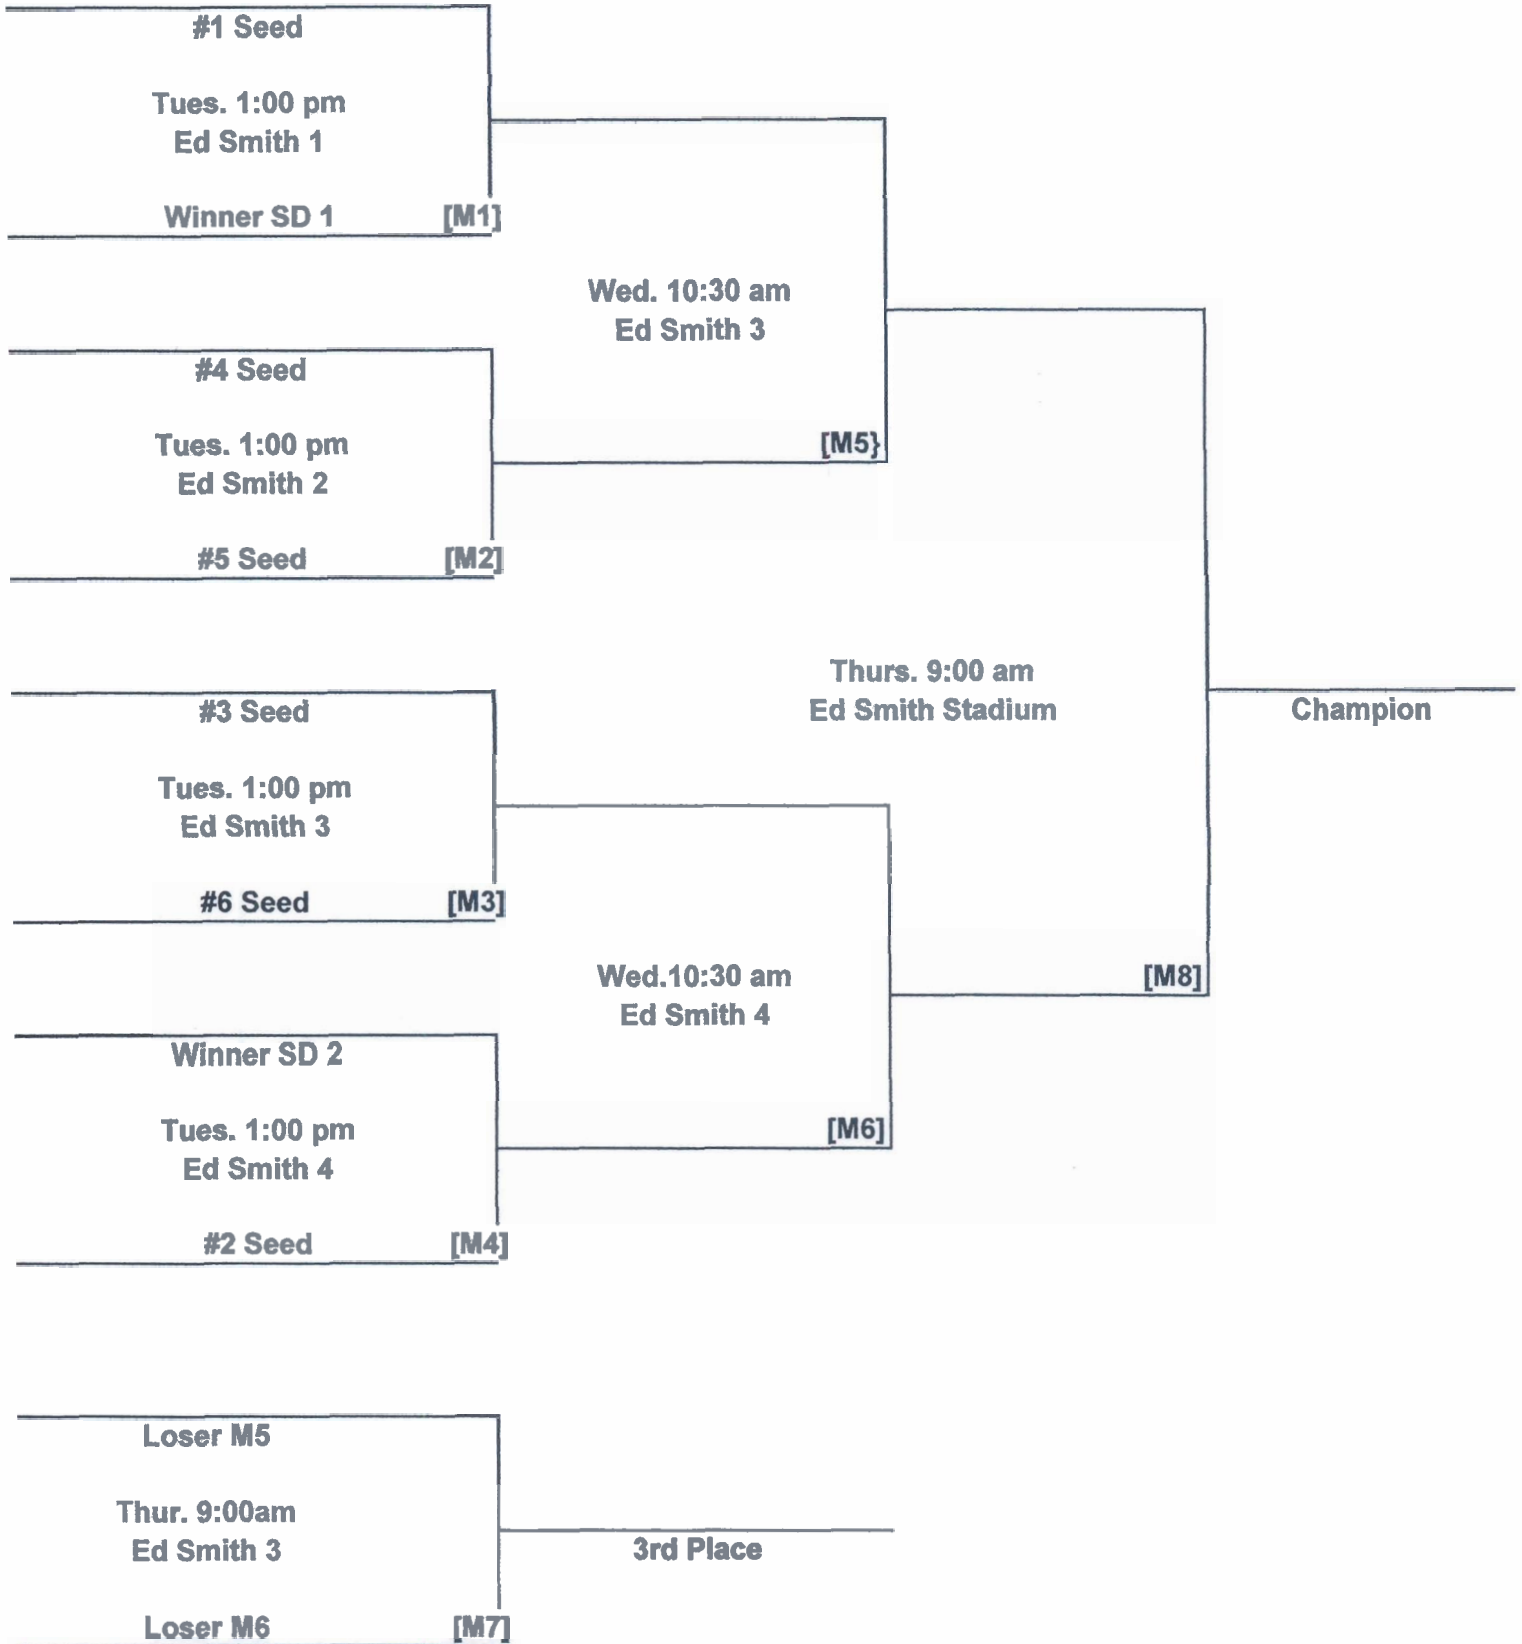 #1 Seed
Tues. 1:00 pm
Ed Smith 1
Winner SD 1 [M1]
Wed. 10:30 am
Ed Smith 3
#4 Seed
Tues. 1:00 pm
Ed Smith 2
[M5}
#5 Seed [M2]
Thurs. 9:00 am
Ed Smith Stadium
Champion
#3 Seed
Tues. 1:00 pm
Ed Smith 3
#6 Seed [M3]
Wed.10:30 am
Ed Smith 4
[M8]
Winner SD 2
Tues. 1:00 pm
Ed Smith 4
[M6]
#2 Seed [M4]
Loser M5
Thur. 9:00am
Ed Smith 3
3rd Place
Loser M6 [M7]